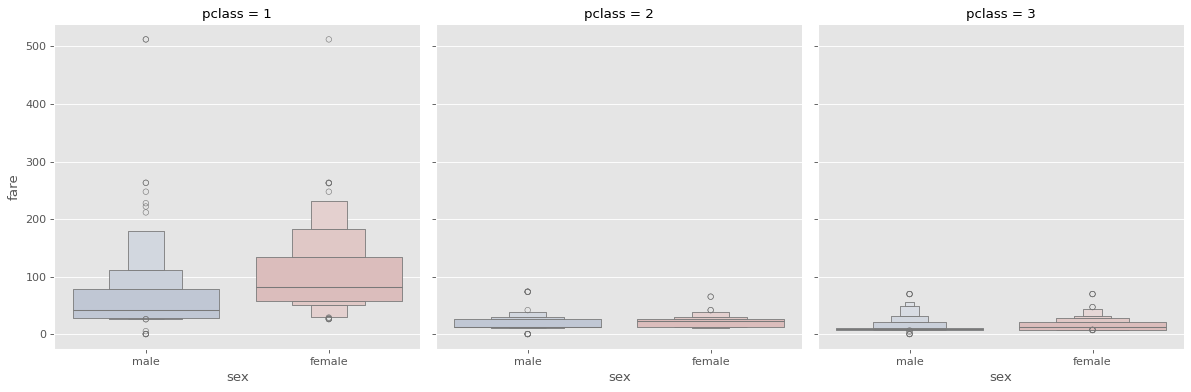 pclass = 1
pclass = 2
pclass = 3
500
400
300
200
100
0
fare
male
female
male
female
male
female
sex
sex
sex